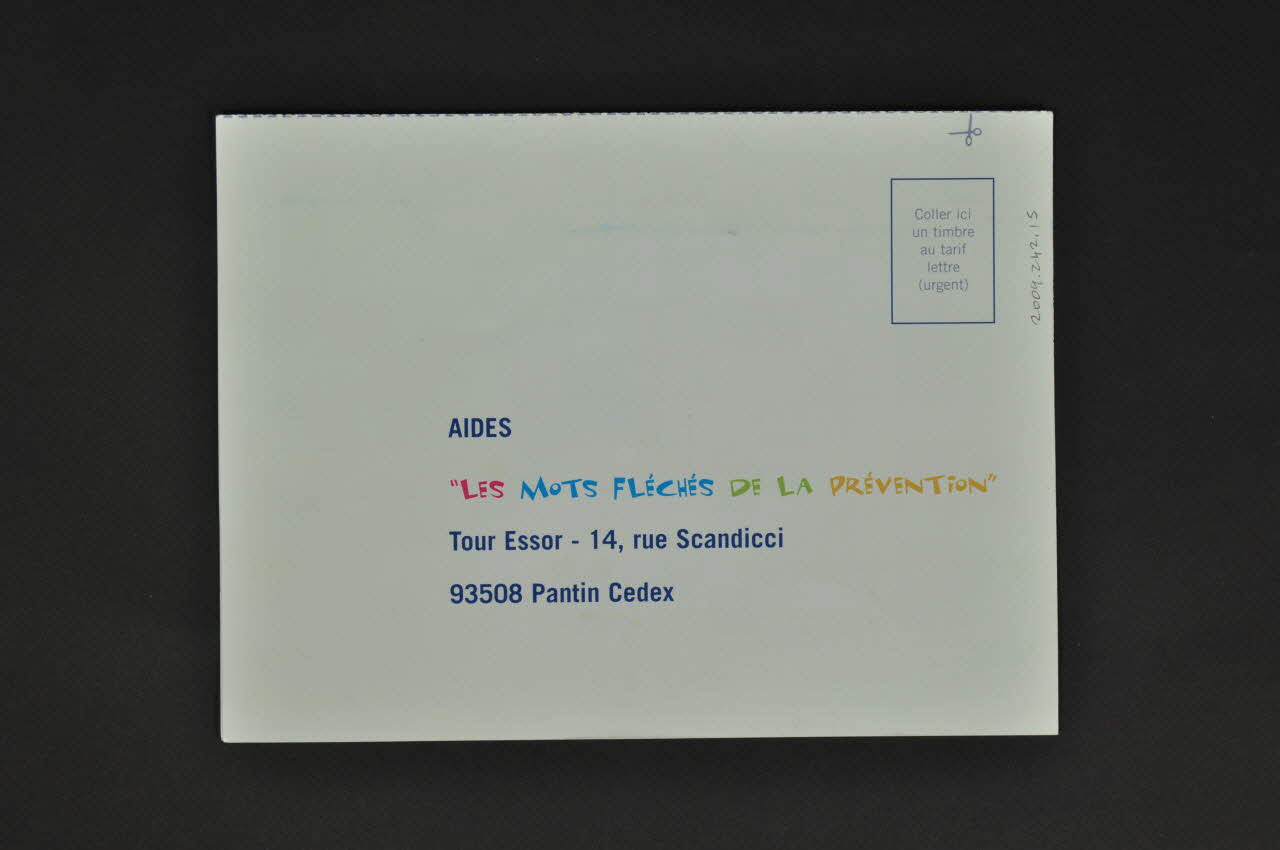 Coller ici
un timbre
au tarif
lettre
(urgent)
2009.242.15
AIDES
"LES MOTS FLÉCHÉS DE LA PRÉVENTION"
Tour Essor - 14, rue Scandicci
93508 Pantin Cedex